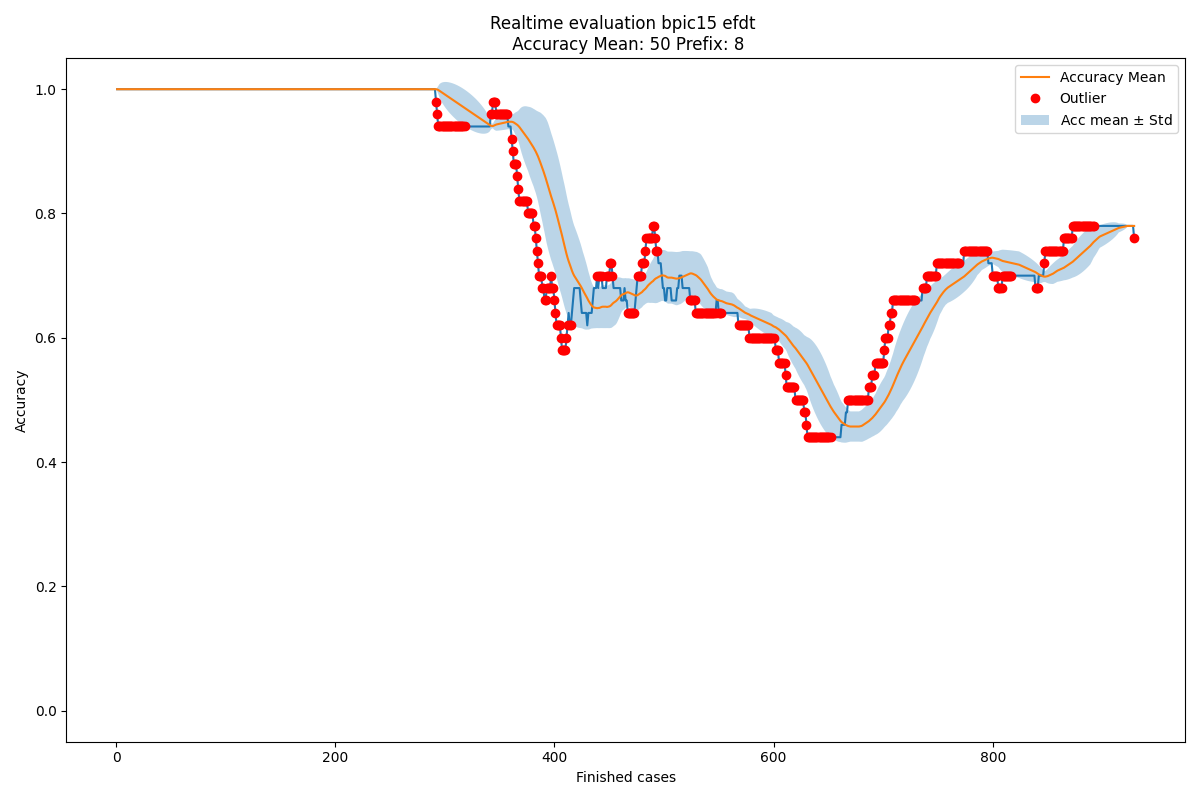 Realtime evaluation bpic15 efdt
Accuracy Mean: 50 Prefix: 8
Accuracy Mean
Outlier
Acc mean ± Std
1.0
0.8
0.6
0.4
0.2
0.0
Accuracy
0 200 400 600 800
Finished cases